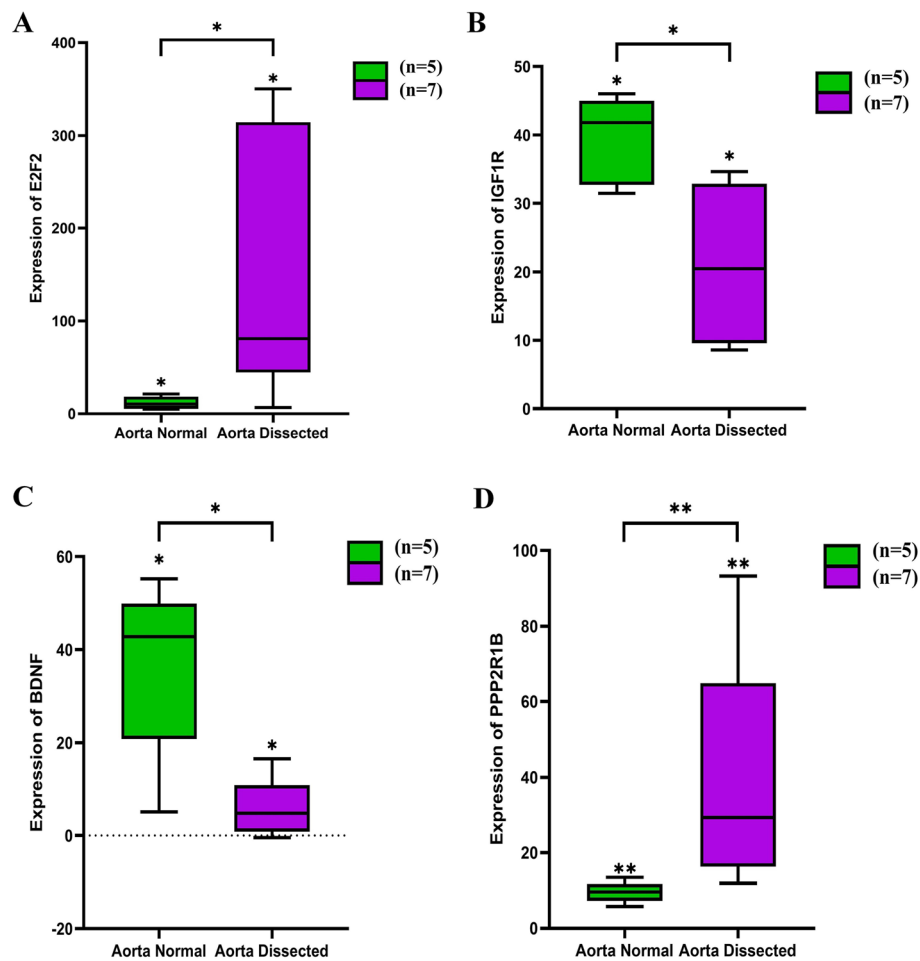 A
*
Expression of E2F2
400
300
200
100
0
*
*
Aorta Normal
Aorta Dissected
(n=5)
(n=7)
B
*
Expression of IGF1R
50
40
30
20
10
0
*
*
Aorta Normal
Aorta Dissected
(n=5)
(n=7)
C
*
Expression of BDNF
60
40
20
0
-20
*
*
Aorta Normal
Aorta Dissected
(n=5)
(n=7)
D
**
Expression of PPP2R1B
100
80
60
40
20
0
**
**
Aorta Normal
Aorta Dissected
(n=5)
(n=7)